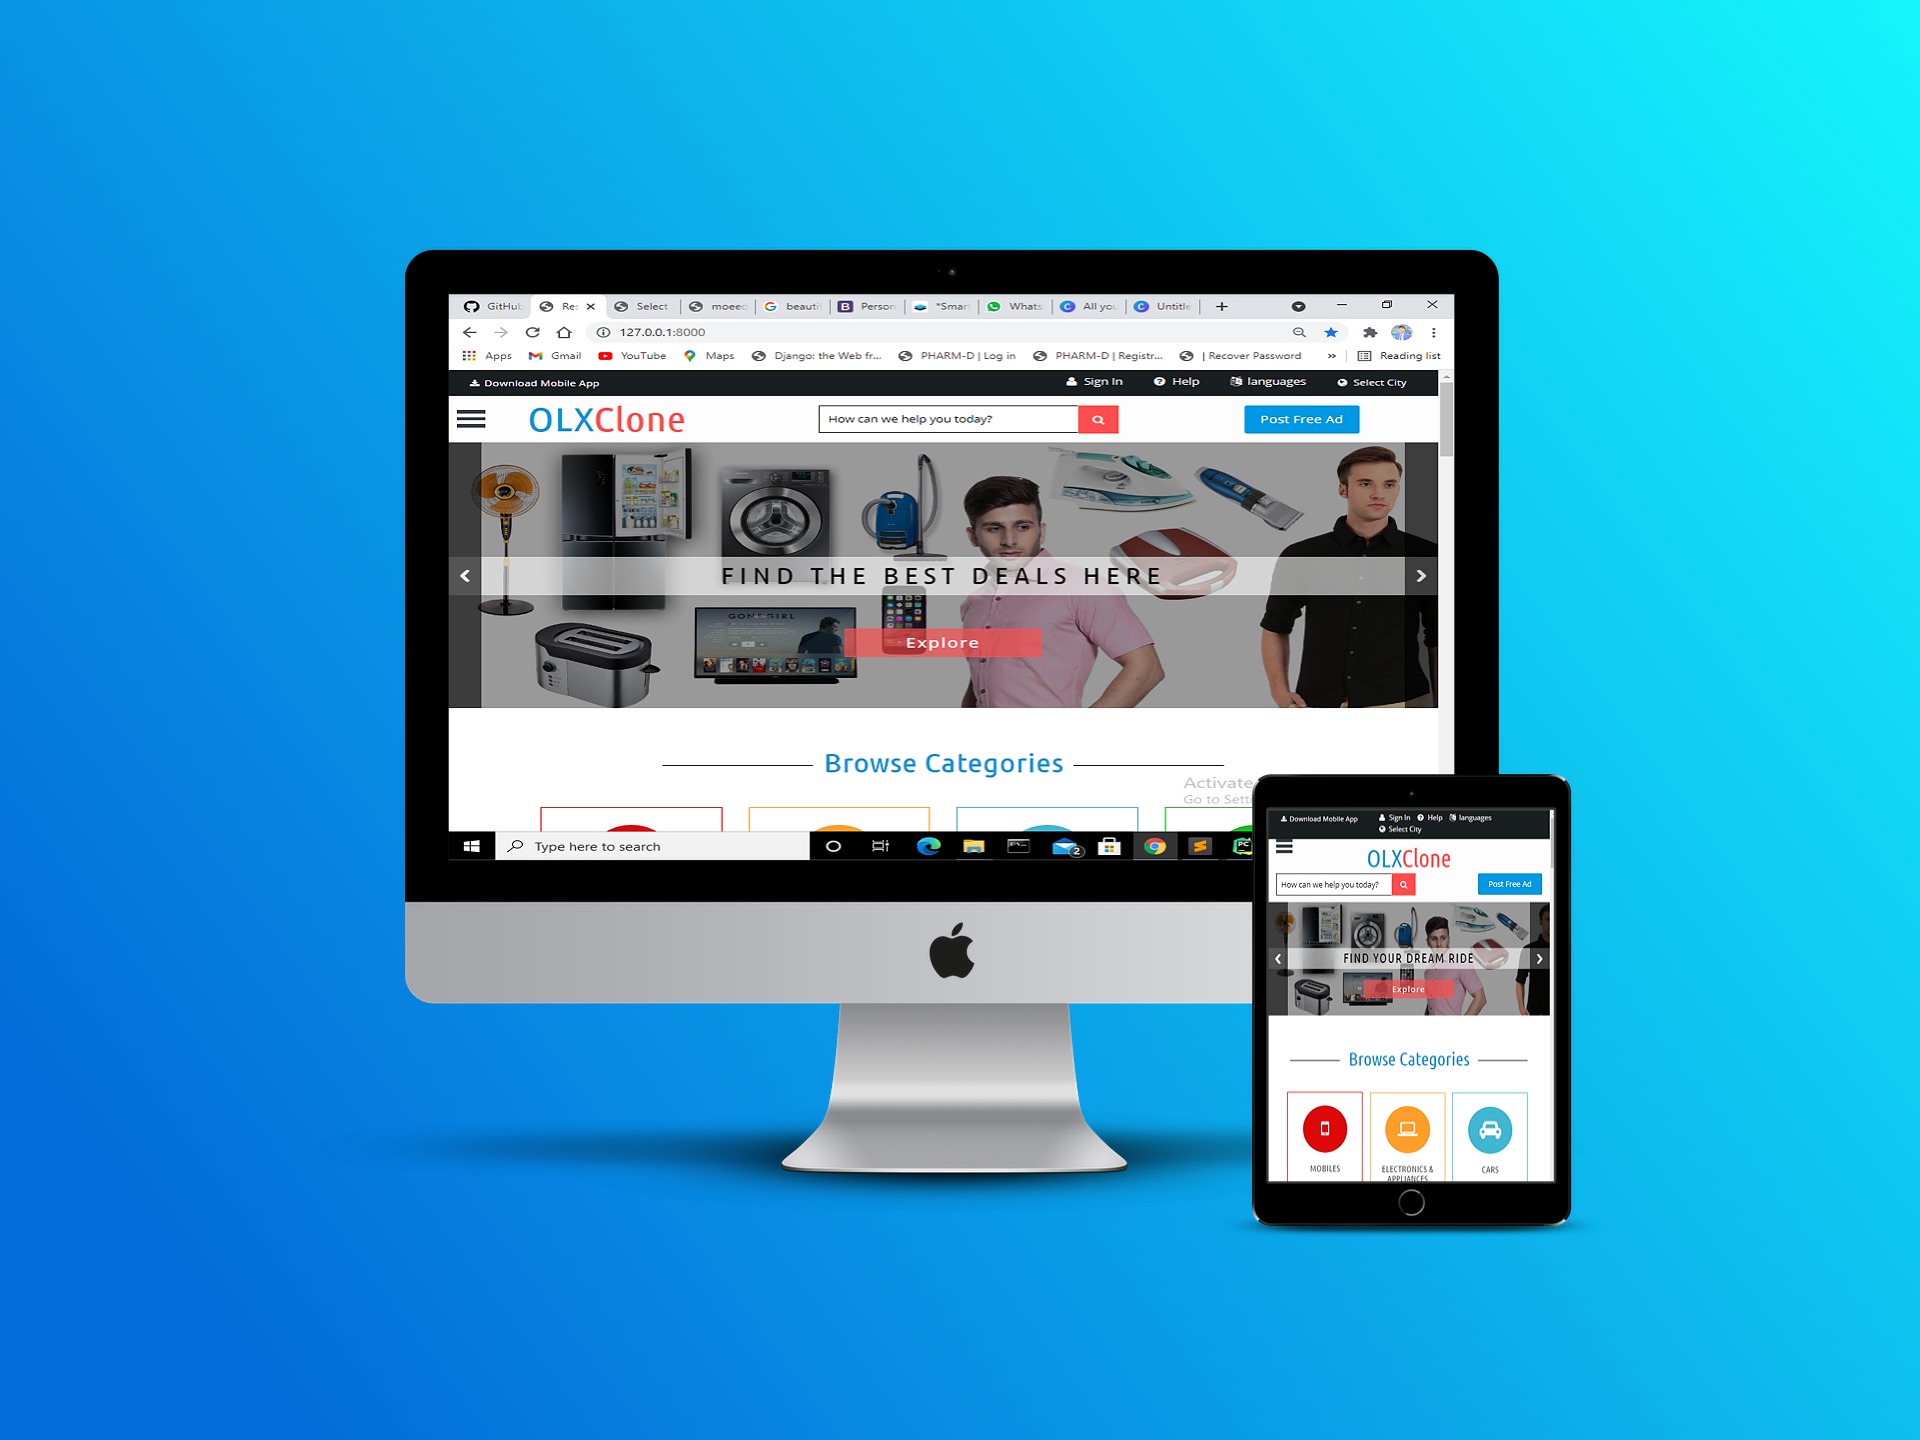 GitHub Re: Select moeed beauti Person *Smar Whats All you Untitle
127.0.0.1:8000
Apps Gmail YouTube Maps Django: the Web fr... PHARM-D | Log in PHARM-D | Registr... | Recover Password » Reading list
Download Mobile App Sign In Help languages Select City
OLXClone How can we help you today? Post Free Ad
FIND THE BEST DEALS HERE
GONE GIRL
Explore
Browse Categories
Activate
Go to Setti
Type here to search 2 PC
Download Mobile App Sign In Help languages
Select City
OLXClone
How can we help you today? Post Free Ad
FIND YOUR DREAM RIDE
Explore
Browse Categories
MOBILES ELECTRONICS & CARS
APPLIANCES